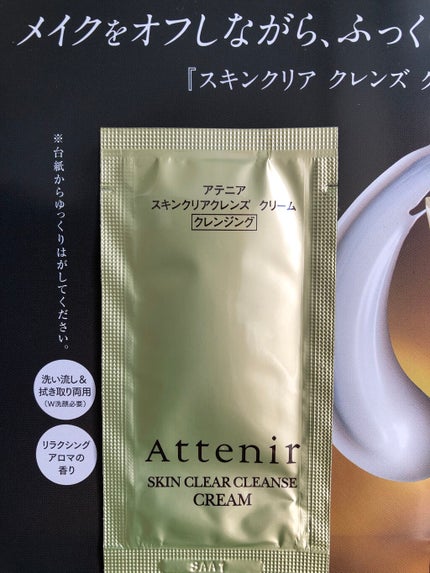 メイクをオフしながら、ふっく
『スキンクリア クレンズ ク
※台紙からゆっくりはがしてください。
アテニア
スキンクリアクレンズ クリーム
クレンジング
洗い流し&
拭き取り両用
(W洗顔必要)
リラクシング
アロマの
香り
Attenir
SKIN CLEAR CLEANSE
CREAM